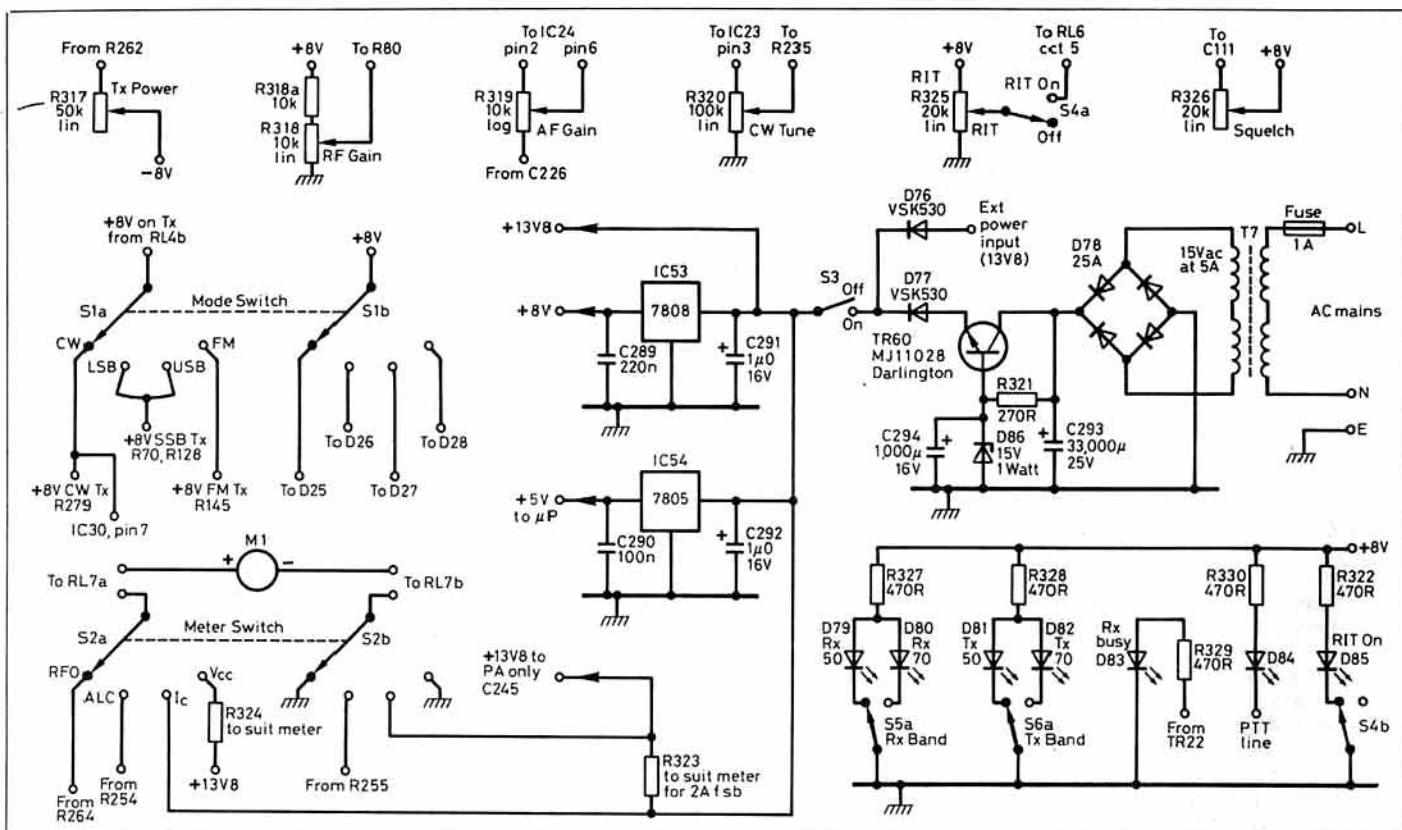 From R262
R317
50k
lin
Tx Power
−8V
+8V
To R80
R318a
10k
R318
10k
lin
RF Gain
To IC24
pin2
pin6
R319
10k
log
AF Gain
From C226
To IC23
pin3
To
R235
R320
100k
lin
CW Tune
+8V
To RL6
cct 5
RIT
RIT On
R325
20k
lin
RIT
S4a
Off
To
C111
+8V
R326
20k
lin
Squelch
+8V on Tx
from RL4b
S1a
Mode Switch
+8V
S1b
CW
LSB
USB
FM
+8V SSB Tx
R70, R128
+8V CW Tx
R279
+8V FM Tx
R145
IC30, pin7
To D26
To D28
To D25
To D27
+13V8
IC53
7808
+8V
C289
220n
+
C291
1µ0
16V
IC54
7805
+5V
to µP
C290
100n
+
C292
1µ0
16V
S3
Off
On
D76
VSK530
Ext
power
input
(13V8)
D77
VSK530
TR60
MJ11028
Darlington
R321
270R
C294
1,000µ
16V
+
D86
15V
1Watt
+
C293
33,000µ
25V
D78
25A
15Vac
at 5A
T7
Fuse
1A
L
AC mains
N
E
M1
+
−
To RL7a
To RL7b
S2a
Meter Switch
S2b
RFO
ALC
Ic
Vcc
R324
to suit meter
+13V8
From
R264
From
R254
From R255
+13V8 to
PA only
C245
R323
to suit meter
for 2A fsb
+8V
R327
470R
R328
470R
R330
470R
R322
470R
D79
Rx
50
D80
Rx
70
D81
Tx
50
D82
Tx
70
Rx
busy
D83
R329
470R
D84
RIT On
D85
S5a
Rx Band
S6a
Tx Band
From
TR22
PTT
line
S4b